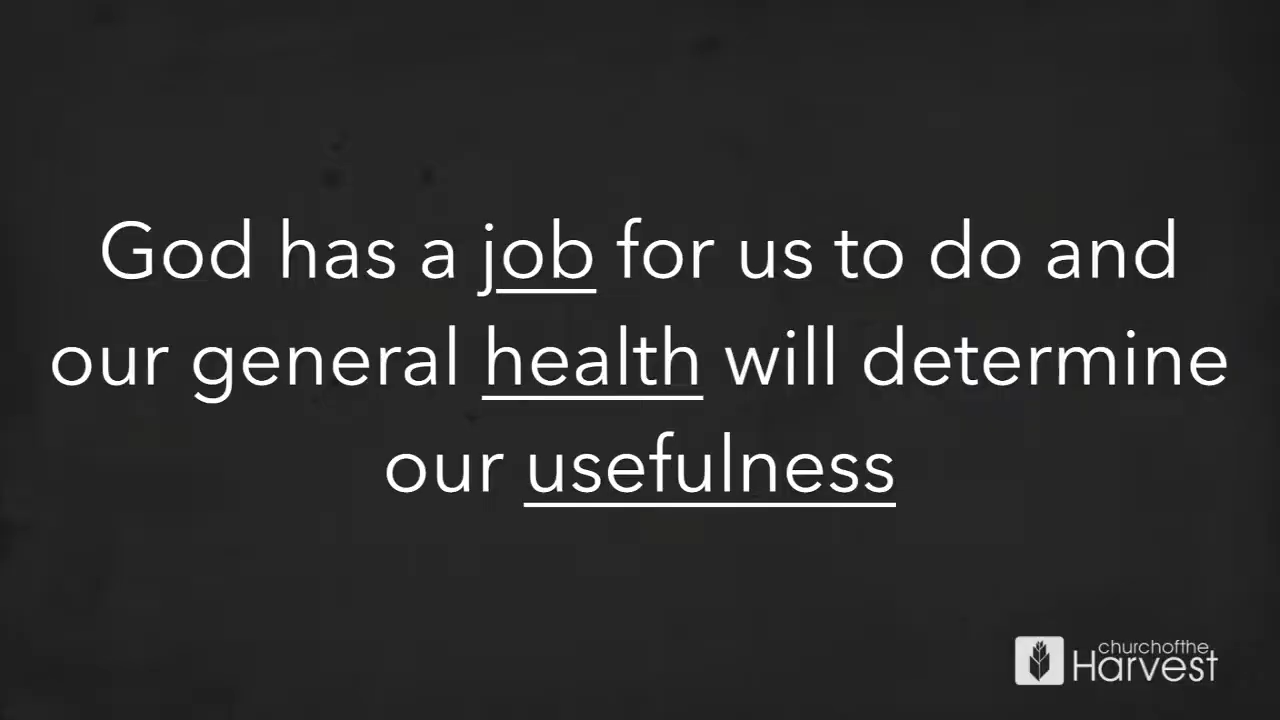 God has a job for us to do and
our general health will determine
our usefulness
churchofthe
Harvest